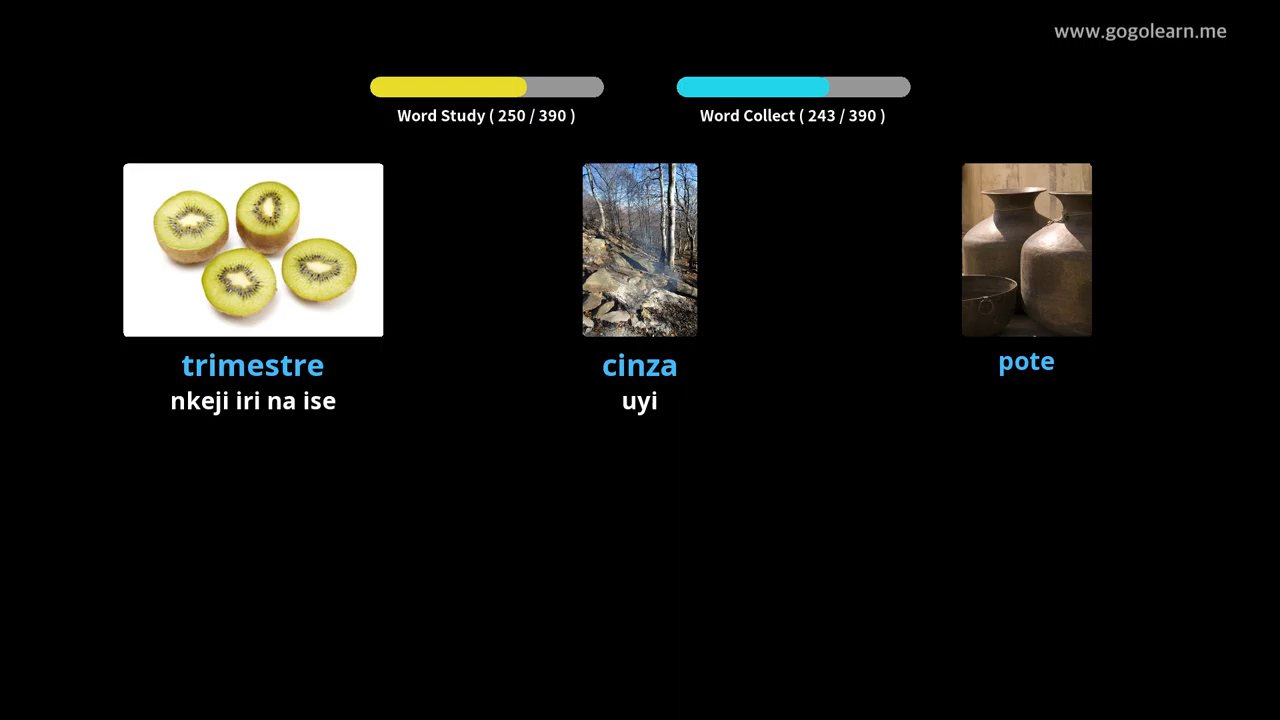 www.gogolearn.me
Word Study ( 250 / 390 )
Word Collect ( 243 / 390 )
trimestre
nkeji iri na ise
cinza
uyi
pote